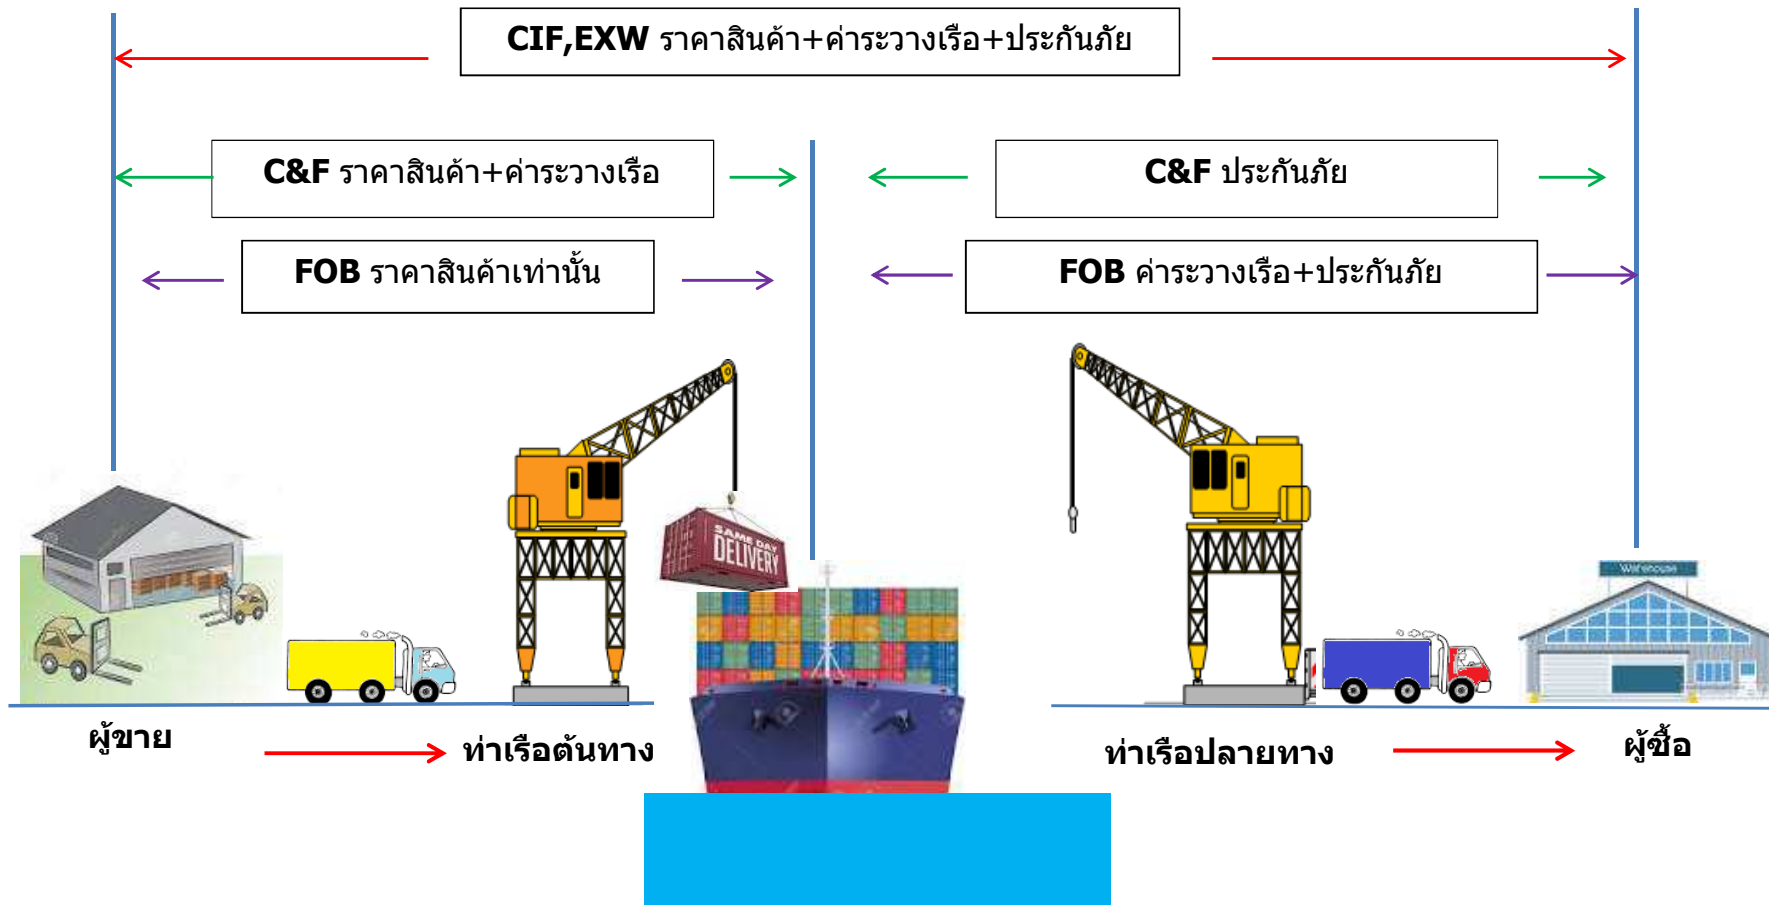 CIF,EXW ราคาสินค้า+ค่าระวางเรือ+ประกันภัย
C&F ราคาสินค้า+ค่าระวางเรือ
C&F ประกันภัย
FOB ราคาสินค้าเท่านั้น
FOB ค่าระวางเรือ+ประกันภัย
SAME DAY
DELIVERY
Warehouse
ผู้ขาย
ท่าเรือต้นทาง
ท่าเรือปลายทาง
ผู้ซื้อ